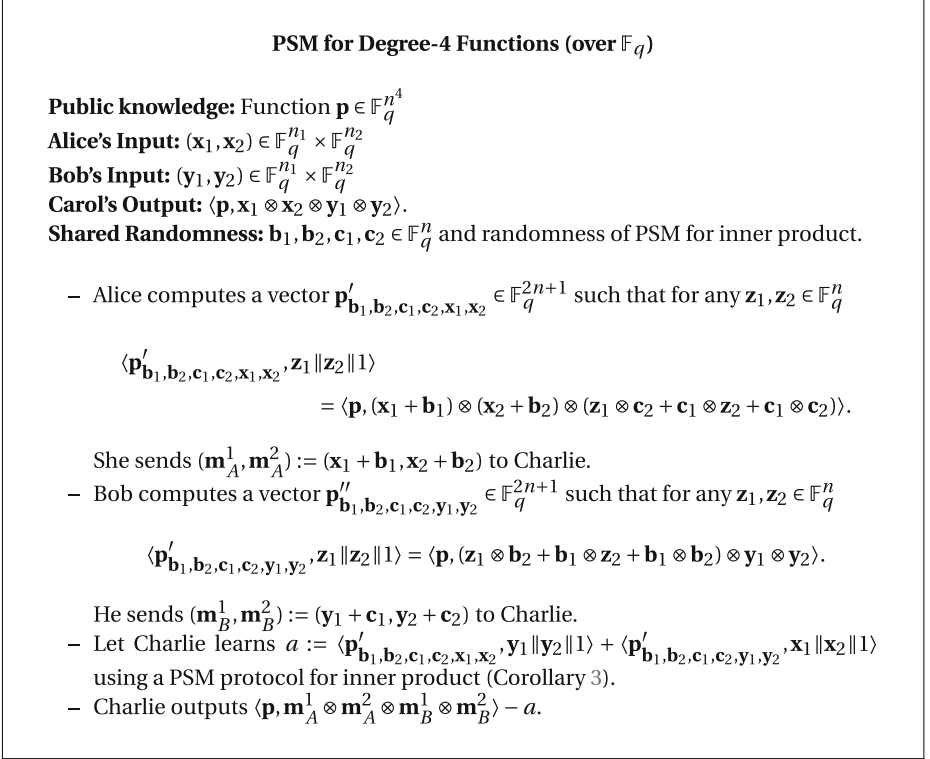 PSM for Degree-4 Functions (over 𝔽_q)
Public knowledge: Function p ∈ 𝔽_q^{n^4}
Alice's Input: (x_1, x_2) ∈ 𝔽_q^{n_1} × 𝔽_q^{n_2}
Bob's Input: (y_1, y_2) ∈ 𝔽_q^{n_1} × 𝔽_q^{n_2}
Carol's Output: ⟨p, x_1 ⊗ x_2 ⊗ y_1 ⊗ y_2⟩.
Shared Randomness: b_1, b_2, c_1, c_2 ∈ 𝔽_q^n and randomness of PSM for inner product.
– Alice computes a vector p′_{b_1,b_2,c_1,c_2,x_1,x_2} ∈ 𝔽_q^{2n+1} such that for any z_1, z_2 ∈ 𝔽_q^n
⟨p′_{b_1,b_2,c_1,c_2,x_1,x_2}, z_1‖z_2‖1⟩
= ⟨p, (x_1 + b_1) ⊗ (x_2 + b_2) ⊗ (z_1 ⊗ c_2 + c_1 ⊗ z_2 + c_1 ⊗ c_2)⟩.
She sends (m_A^1, m_A^2) := (x_1 + b_1, x_2 + b_2) to Charlie.
– Bob computes a vector p″_{b_1,b_2,c_1,c_2,y_1,y_2} ∈ 𝔽_q^{2n+1} such that for any z_1, z_2 ∈ 𝔽_q^n
⟨p′_{b_1,b_2,c_1,c_2,y_1,y_2}, z_1‖z_2‖1⟩ = ⟨p, (z_1 ⊗ b_2 + b_1 ⊗ z_2 + b_1 ⊗ b_2) ⊗ y_1 ⊗ y_2⟩.
He sends (m_B^1, m_B^2) := (y_1 + c_1, y_2 + c_2) to Charlie.
– Let Charlie learns a := ⟨p′_{b_1,b_2,c_1,c_2,x_1,x_2}, y_1‖y_2‖1⟩ + ⟨p′_{b_1,b_2,c_1,c_2,y_1,y_2}, x_1‖x_2‖1⟩
using a PSM protocol for inner product (Corollary 3).
– Charlie outputs ⟨p, m_A^1 ⊗ m_A^2 ⊗ m_B^1 ⊗ m_B^2⟩ − a.